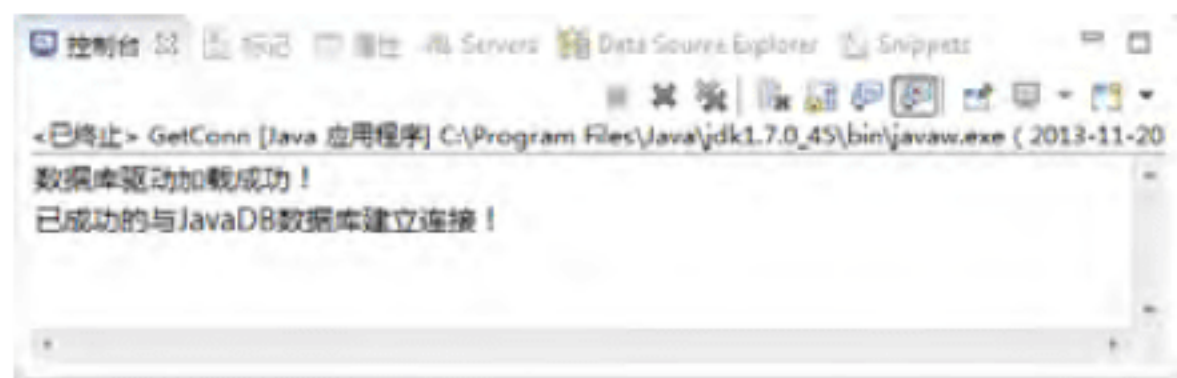 控制台 标记 属性 Servers Data Source Explorer Snippets
<已终止> GetConn [Java 应用程序] C:\Program Files\Java\jdk1.7.0_45\bin\javaw.exe ( 2013-11-20
数据库驱动加载成功！
已成功的与JavaDB数据库建立连接！